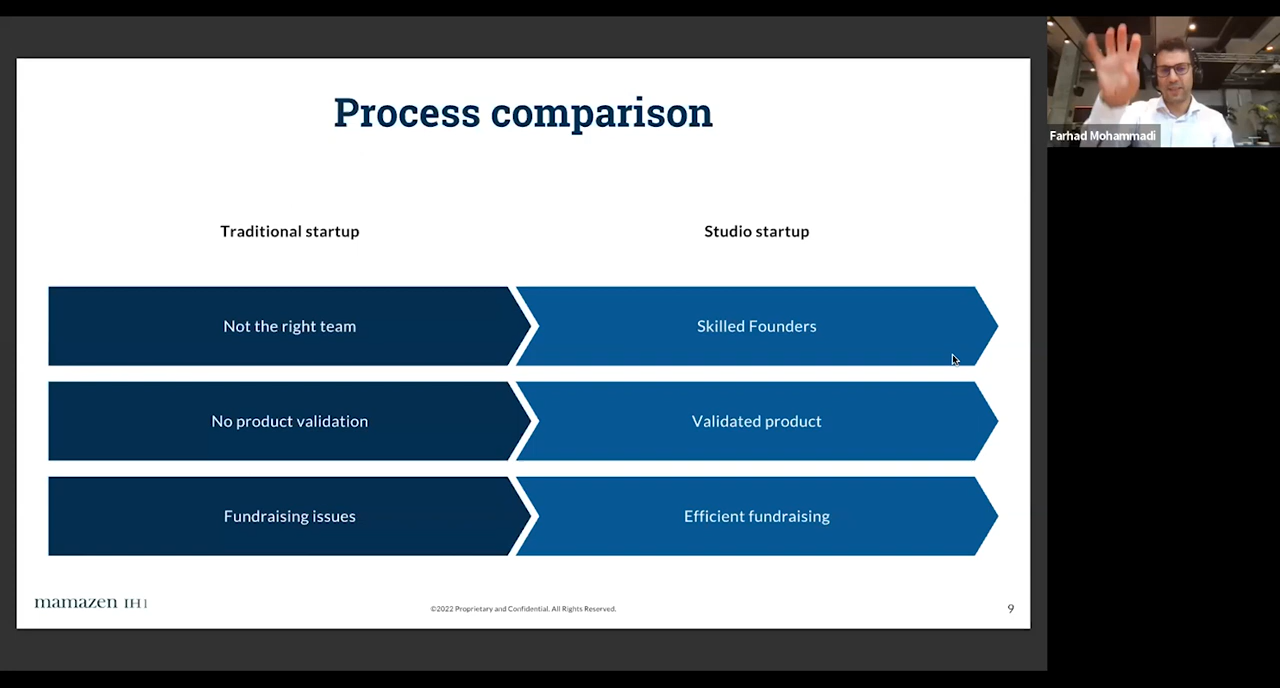 Process comparison
Farhad Mohammadi
Traditional startup
Studio startup
Not the right team
Skilled Founders
No product validation
Validated product
Fundraising issues
Efficient fundraising
mamazen
©2022 Proprietary and Confidential. All Rights Reserved.
9